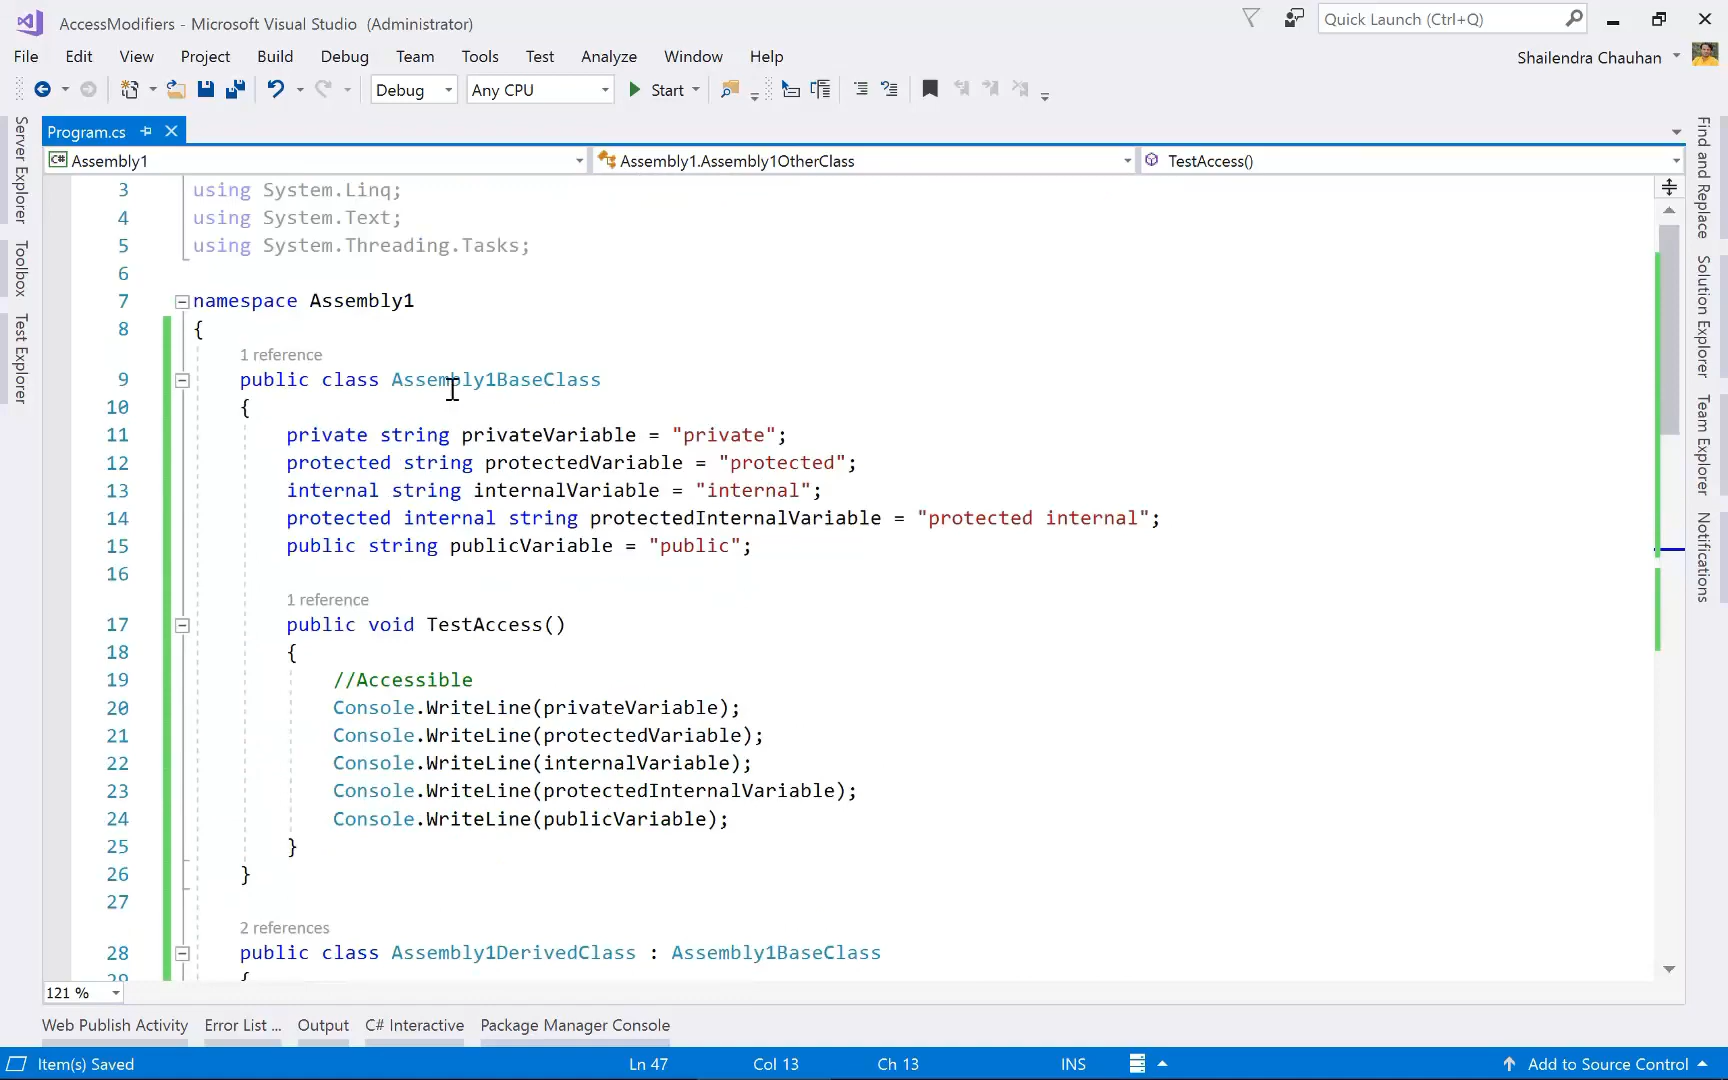 AccessModifiers - Microsoft Visual Studio (Administrator)
Quick Launch (Ctrl+Q)
File Edit View Project Build Debug Team Tools Test Analyze Window Help
Shailendra Chauhan
Debug Any CPU Start
Program.cs
C# Assembly1
Assembly1.Assembly1OtherClass
TestAccess()
Server Explorer
Toolbox
Test Explorer
3 using System.Linq;
4 using System.Text;
5 using System.Threading.Tasks;
6
7 namespace Assembly1
8 {
1 reference
9 public class Assembly1BaseClass
10 {
11 private string privateVariable = "private";
12 protected string protectedVariable = "protected";
13 internal string internalVariable = "internal";
14 protected internal string protectedInternalVariable = "protected internal";
15 public string publicVariable = "public";
16
1 reference
17 public void TestAccess()
18 {
19 //Accessible
20 Console.WriteLine(privateVariable);
21 Console.WriteLine(protectedVariable);
22 Console.WriteLine(internalVariable);
23 Console.WriteLine(protectedInternalVariable);
24 Console.WriteLine(publicVariable);
25 }
26 }
27
2 references
28 public class Assembly1DerivedClass : Assembly1BaseClass
29 {
Find and Replace
Solution Explorer
Team Explorer
Notifications
121 %
Web Publish Activity Error List ... Output C# Interactive Package Manager Console
Item(s) Saved Ln 47 Col 13 Ch 13 INS Add to Source Control